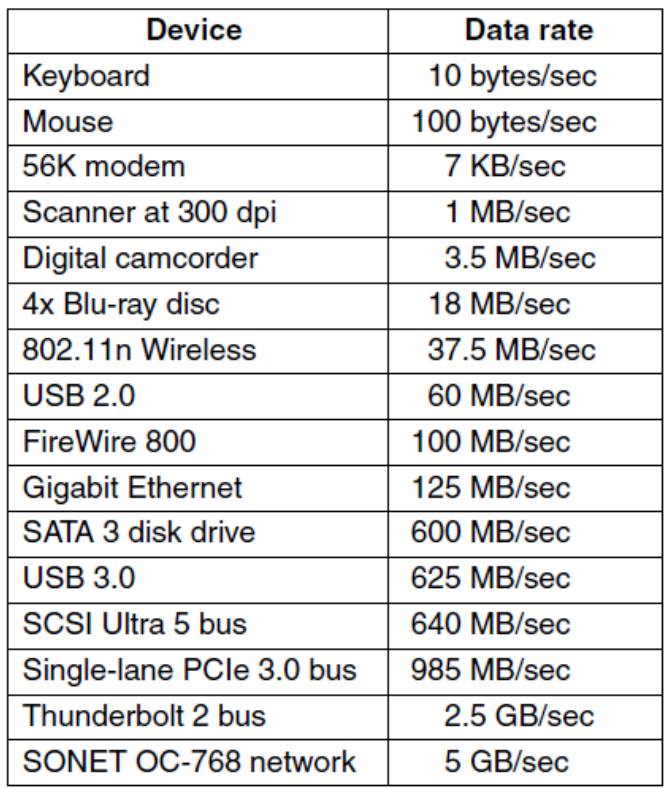 Device Data rate
Keyboard 10 bytes/sec
Mouse 100 bytes/sec
56K modem 7 KB/sec
Scanner at 300 dpi 1 MB/sec
Digital camcorder 3.5 MB/sec
4x Blu-ray disc 18 MB/sec
802.11n Wireless 37.5 MB/sec
USB 2.0 60 MB/sec
FireWire 800 100 MB/sec
Gigabit Ethernet 125 MB/sec
SATA 3 disk drive 600 MB/sec
USB 3.0 625 MB/sec
SCSI Ultra 5 bus 640 MB/sec
Single-lane PCIe 3.0 bus 985 MB/sec
Thunderbolt 2 bus 2.5 GB/sec
SONET OC-768 network 5 GB/sec